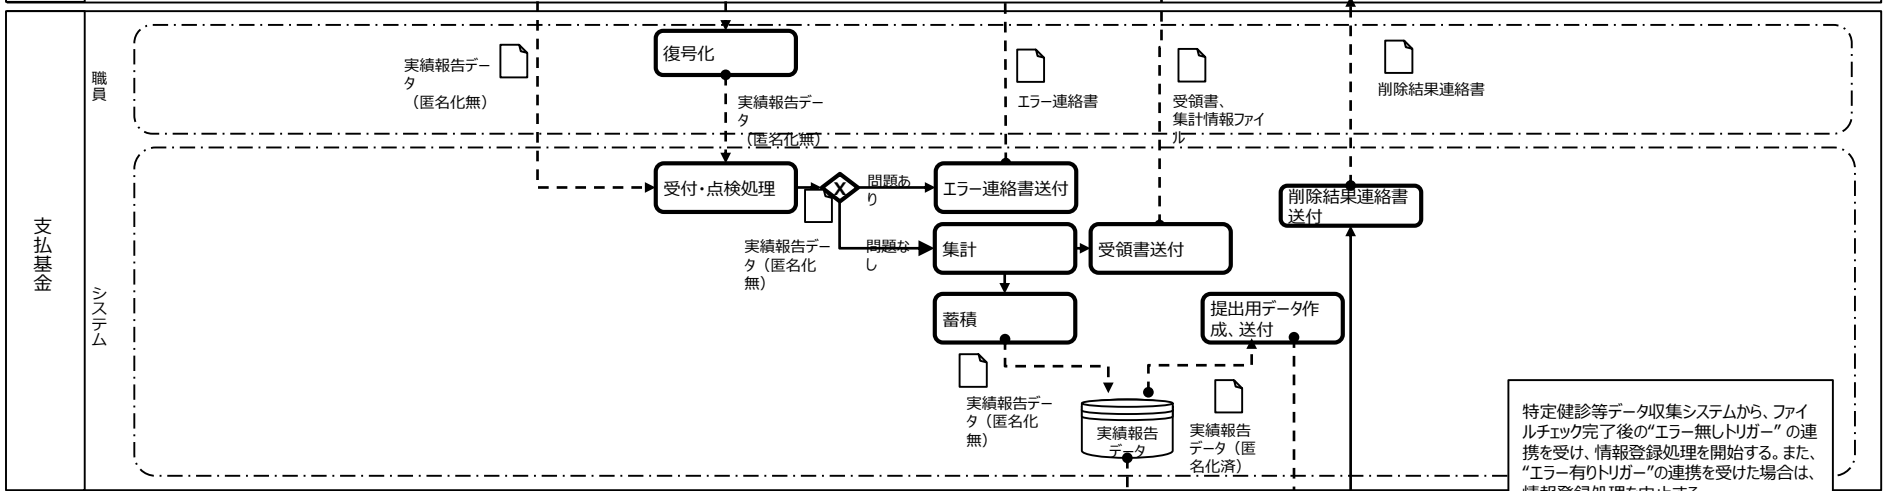 支払基金
職員
システム
実績報告デー
タ
（匿名化無）
復号化
実績報告デー
タ
（匿名化無）
エラー連絡書
受領書、
集計情報ファイ
ル
削除結果連絡書
受付・点検処理
X
問題あ
り
エラー連絡書送付
削除結果連絡書
送付
実績報告デー
タ（匿名化
無）
問題な
し
集計
受領書送付
蓄積
提出用データ作
成、送付
実績報告デー
タ（匿名化
無）
実績報告
データ
実績報告
データ（匿
名化済）
特定健診等データ収集システムから、ファイ
ルチェック完了後の“エラー無しトリガー” の連
携を受け、情報登録処理を開始する。また、
“エラー有りトリガー”の連携を受けた場合は、
情報登録処理を中止する